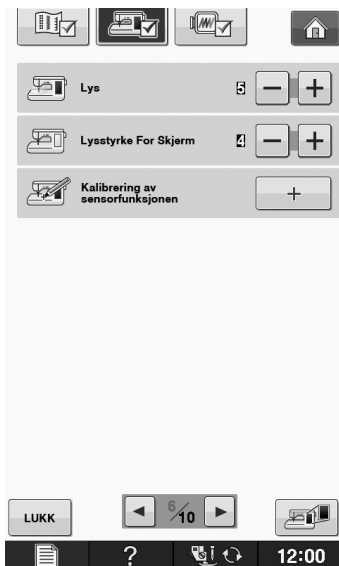 Lys 5
Lysstyrke For Skjerm 4
Kalibrering av
sensorfunksjonen
LUKK
6/10
? 12:00